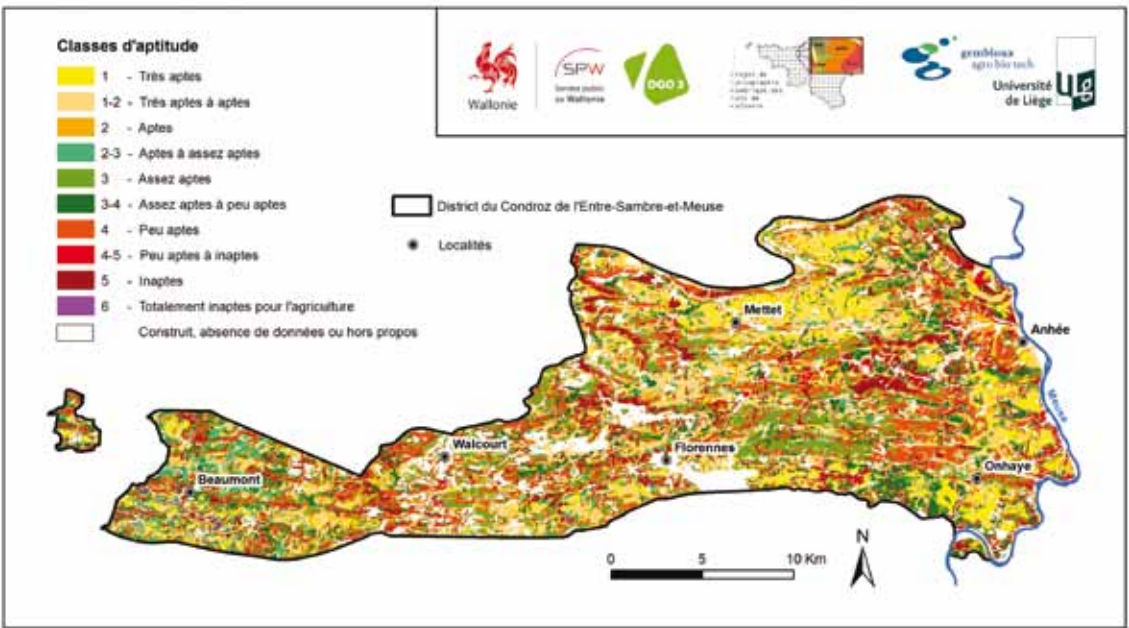 Classes d'aptitude
1 - Très aptes
1-2 - Très aptes à aptes
2 - Aptes
2-3 - Aptes à assez aptes
3 - Assez aptes
3-4 - Assez aptes à peu aptes
4 - Peu aptes
4-5 - Peu aptes à inaptes
5 - Inaptes
6 - Totalement inaptes pour l'agriculture
Construit, absence de données ou hors propos
District du Condroz de l'Entre-Sambre-et-Meuse
Localités
Wallonie
SPW
Service public
de Wallonie
DGO 3
gembloux
agro bio tech
Université
de Liège
ULg
Mettet
Anhée
Meuse
Walcourt
Florennes
Onhaye
Beaumont
N
0 5 10 Km